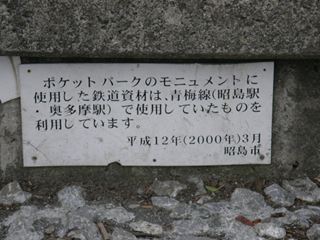 ポケットパークのモニュメントに
使用した鉄道資材は、青梅線(昭島駅
・奥多摩駅)で使用していたものを
利用しています。
平成12年(2000年)3月
昭島市